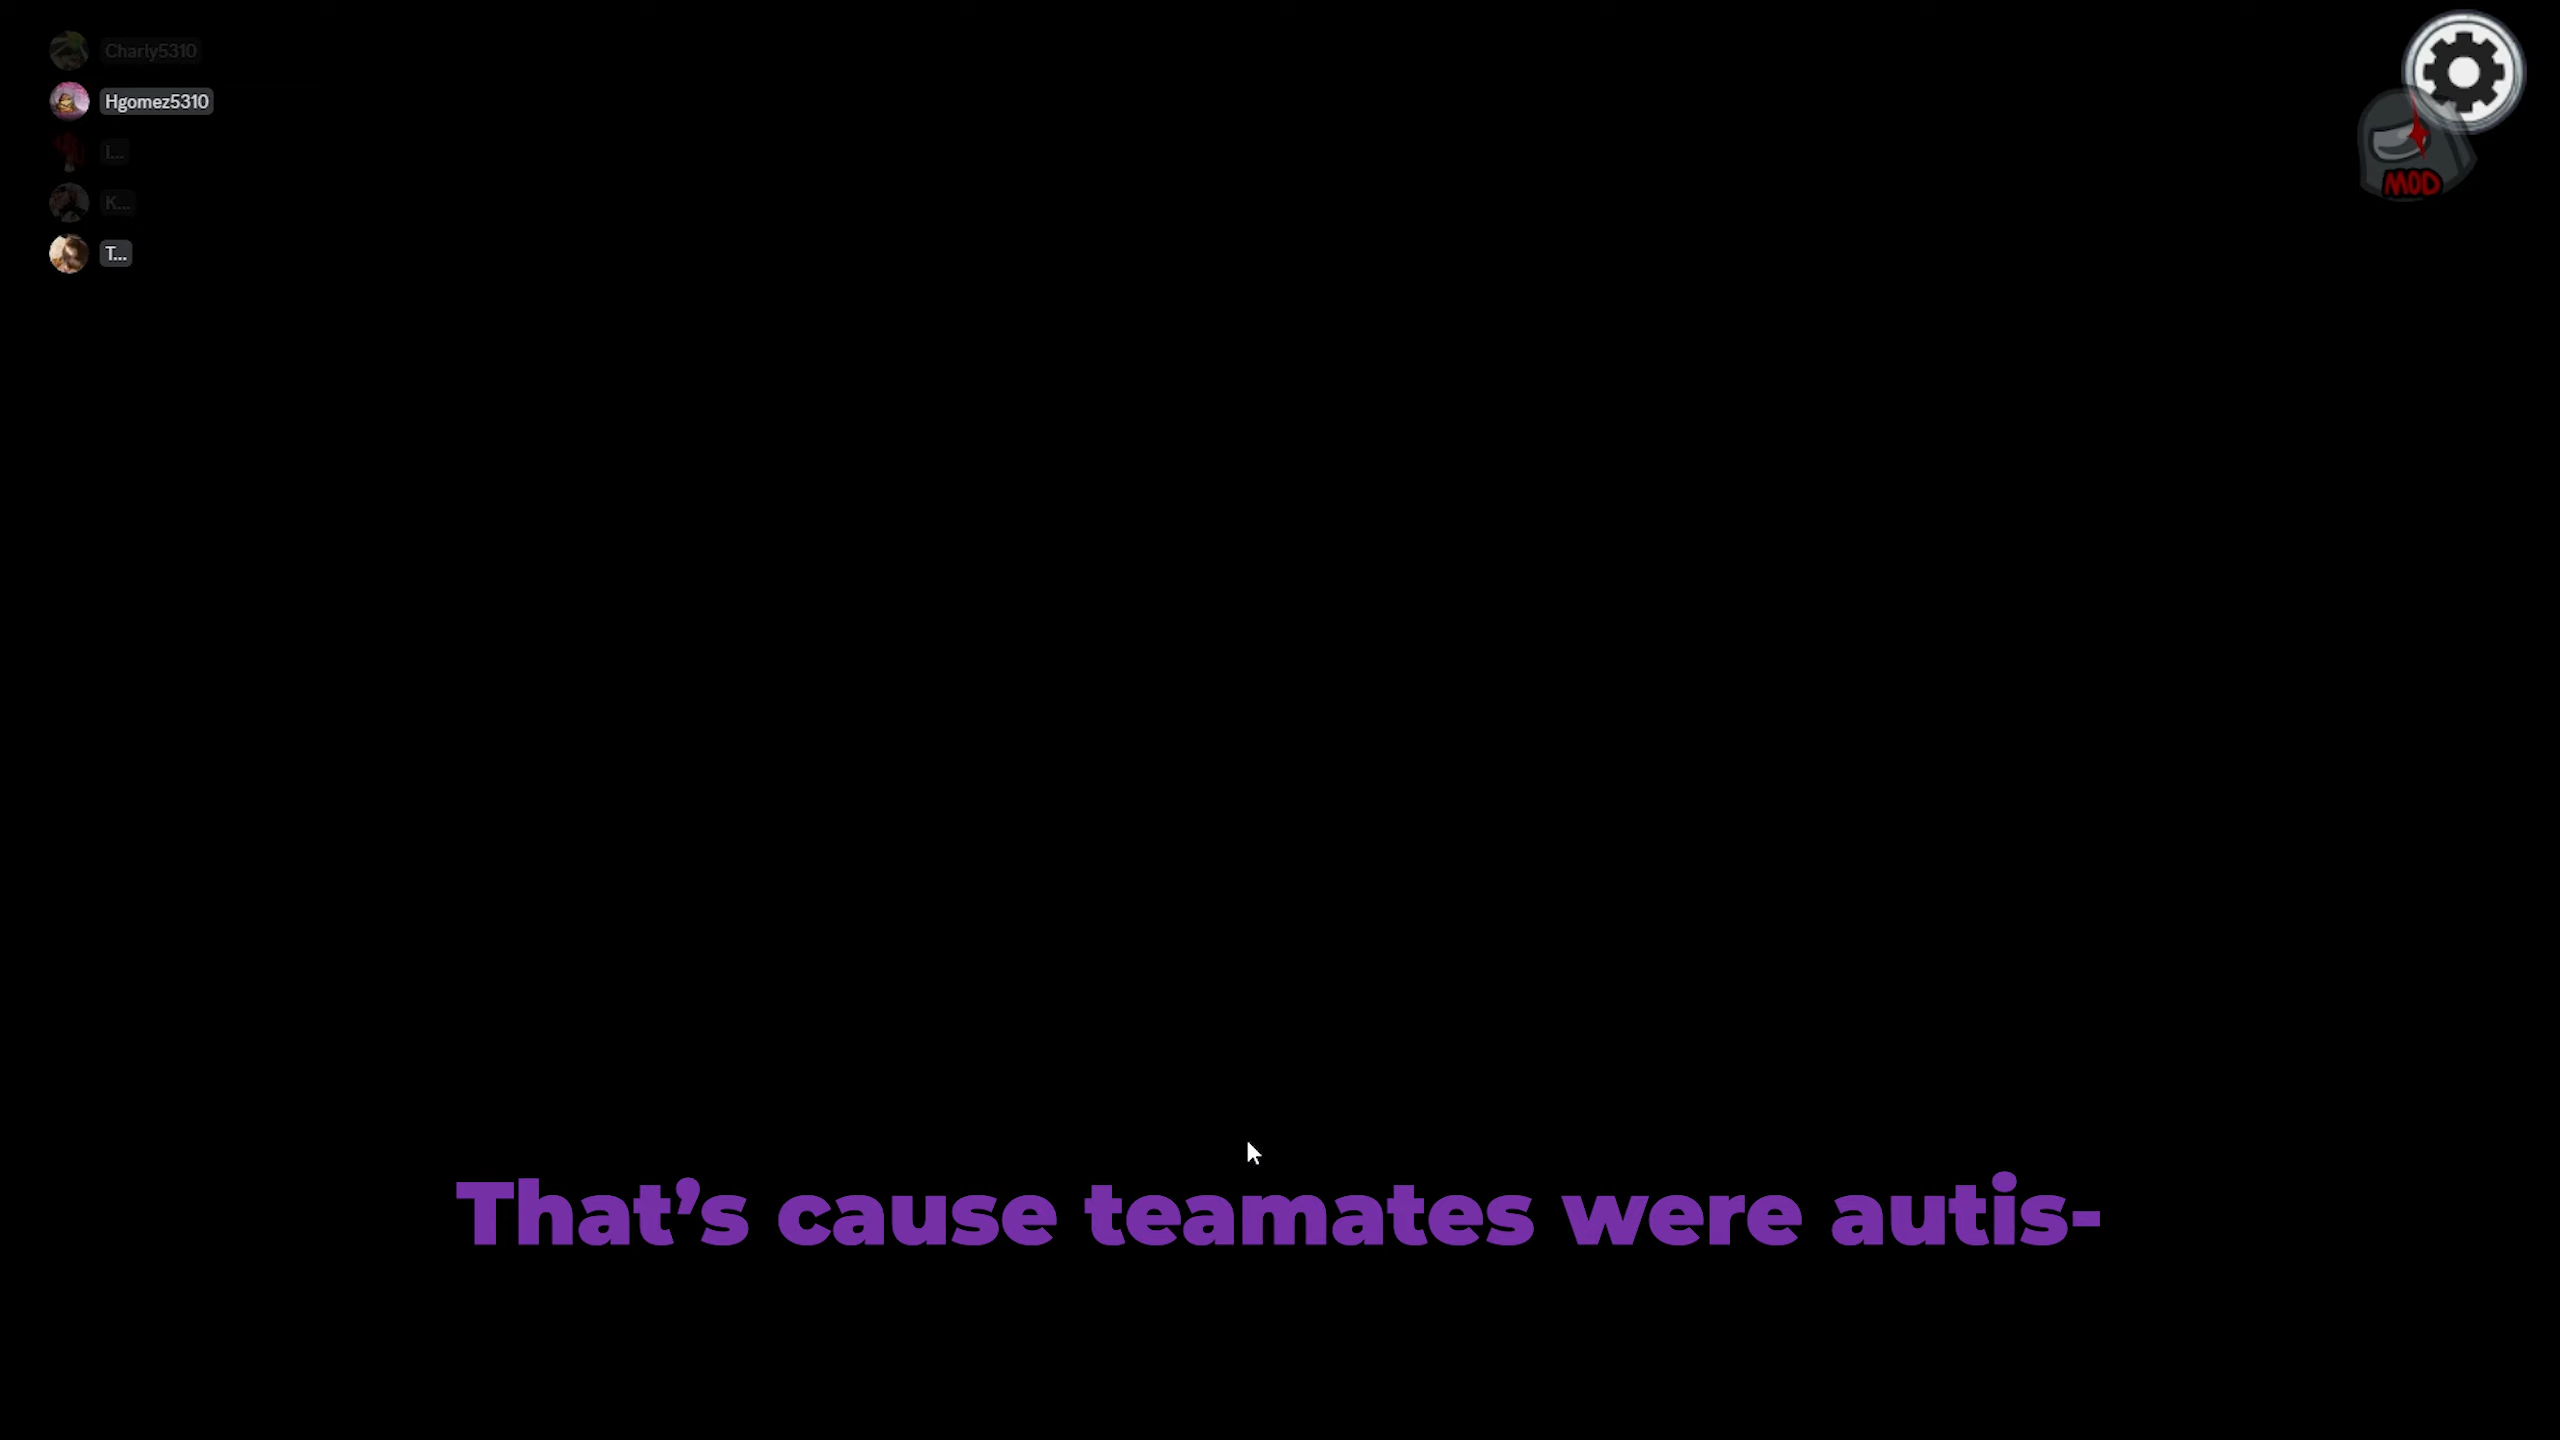 Charly5310
Hgomez5310
I...
K...
T...
MOD
That’s cause teamates were autis-